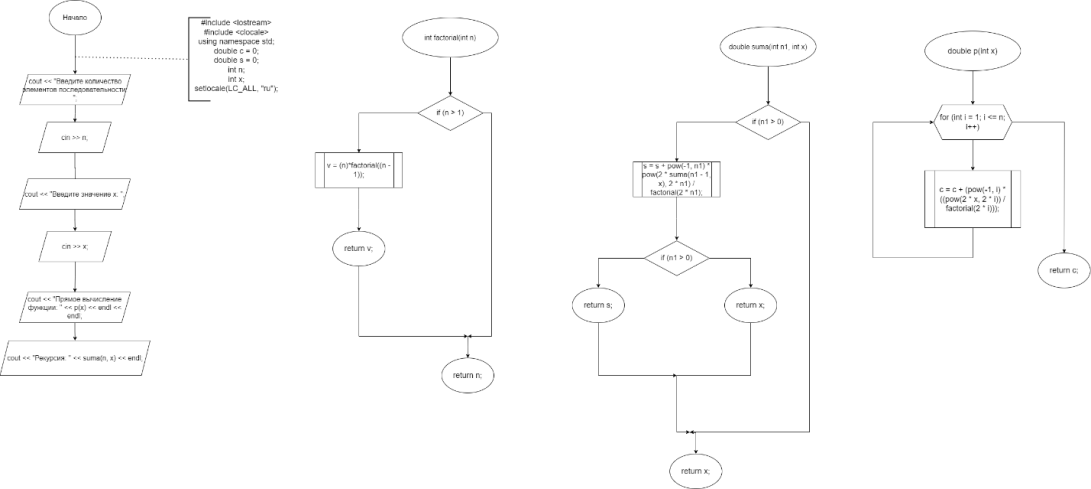 Начало
#include <iostream>
#include <clocale>
using namespace std;
double c = 0;
double s = 0;
int n;
int x;
setlocale(LC_ALL, "ru");
cout << "Введите количество
элементов последовательности:
";
cin >> n;
cout << "Введите значение x: ";
cin >> x;
cout << "Прямое вычисление
функции: " << p(x) << endl <<
endl;
cout << "Рекурсия: " << suma(n, x) << endl;
int factorial(int n)
if (n > 1)
v = (n)*factorial((n -
1));
return v;
return n;
double suma(int n1, int x)
if (n1 > 0)
s = s + pow(-1, n1) *
pow(2 * suma(n1 - 1,
x), 2 * n1) /
factorial(2 * n1);
if (n1 > 0)
return s;
return x;
return x;
double p(int x)
for (int i = 1; i <= n;
i++)
c = c + (pow(-1, i) *
((pow(2 * x, 2 * i)) /
factorial(2 * i)));
return c;